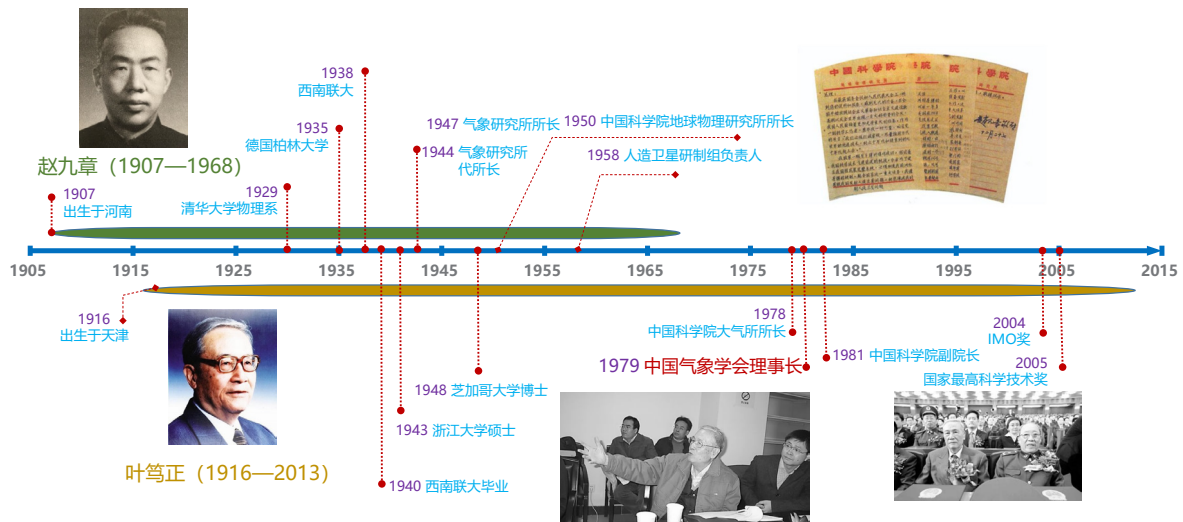 赵九章（1907—1968）
1907
出生于河南
1929
清华大学物理系
1935
德国柏林大学
1938
西南联大
1947 气象研究所所长
1944 气象研究所
代所长
1950 中国科学院地球物理研究所所长
1958 人造卫星研制组负责人
中國科學院
1905
1915
1925
1935
1945
1955
1965
1975
1985
1995
2005
2015
1916
出生于天津
叶笃正（1916—2013）
1940 西南联大毕业
1943 浙江大学硕士
1948 芝加哥大学博士
1978
中国科学院大气所所长
1979 中国气象学会理事长
1981 中国科学院副院长
2004
IMO奖
2005
国家最高科学技术奖